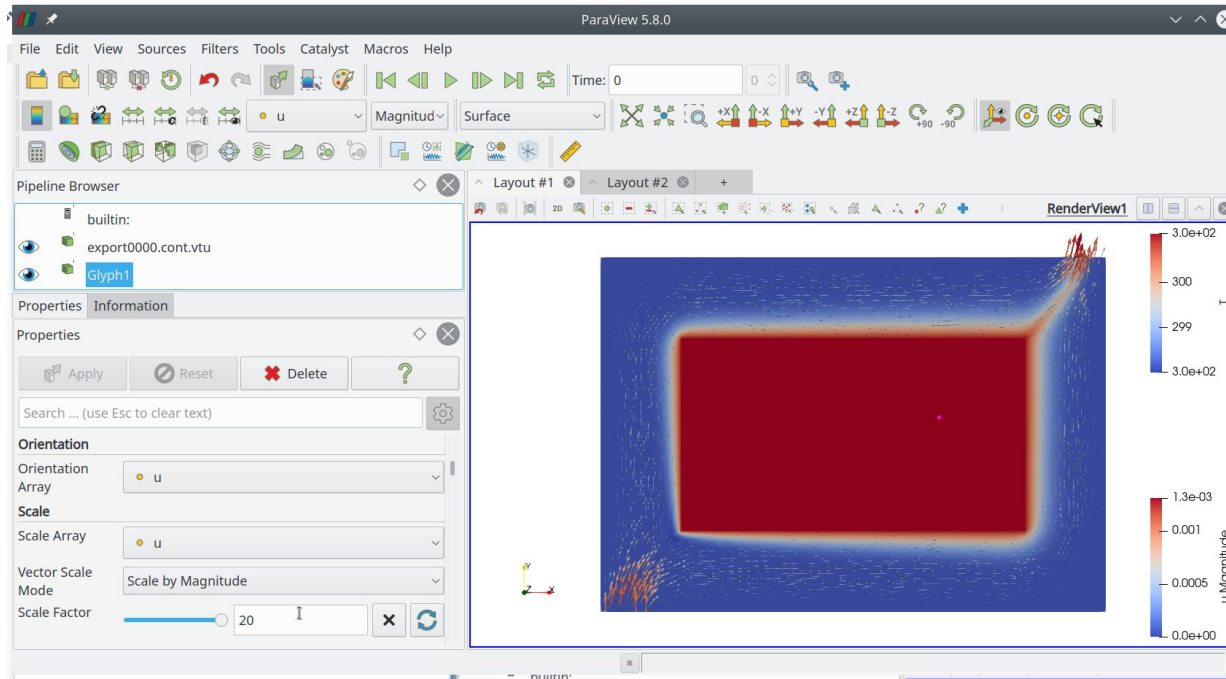 ParaView 5.8.0
File Edit View Sources Filters Tools Catalyst Macros Help
Time: 0 0
u Magnitud Surface +X -X +Y -Y +Z -Z +90 -90
Pipeline Browser
builtin:
export0000.cont.vtu
Glyph1
Properties Information
Properties
Apply Reset Delete ?
Search ... (use Esc to clear text)
Orientation
Orientation Array
u
Scale
Scale Array
u
Vector Scale Mode
Scale by Magnitude
Scale Factor
20
Layout #1 Layout #2 +
2D RenderView1
3.0e+02
300
299
3.0e+02
T
1.3e-03
0.001
0.0005
0.0e+00
u Magnitude
Y
Z X